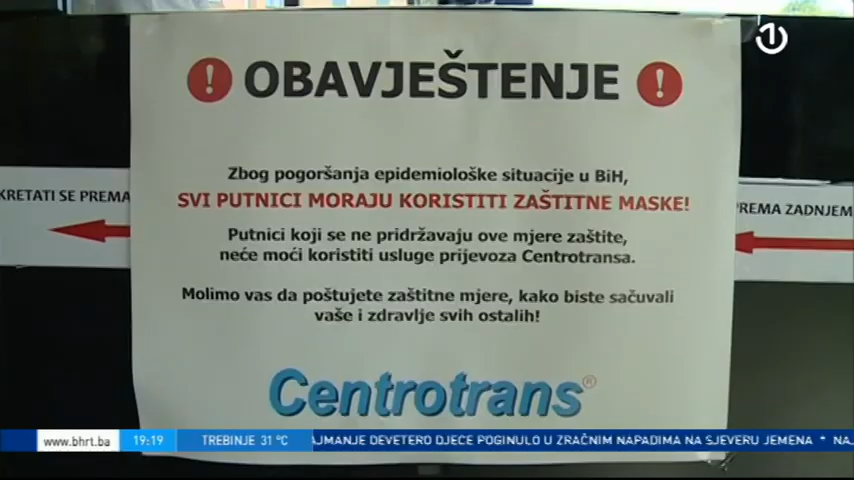 OBAVJEŠTENJE
Zbog pogoršanja epidemiološke situacije u BiH,
SVI PUTNICI MORAJU KORISTITI ZAŠTITNE MASKE!
KRETATI SE PREMA
PREMA ZADNJEM
Putnici koji se ne pridržavaju ove mjere zaštite,
neće moći koristiti usluge prijevoza Centrotransa.
Molimo vas da poštujete zaštitne mjere, kako biste sačuvali
vaše i zdravlje svih ostalih!
Centrotrans®
www.bhrt.ba 19:19 TREBINJE 31 °C AJMANJE DEVETERO DJECE POGINULO U ZRAČNIM NAPADIMA NA SJEVERU JEMENA * NAJ